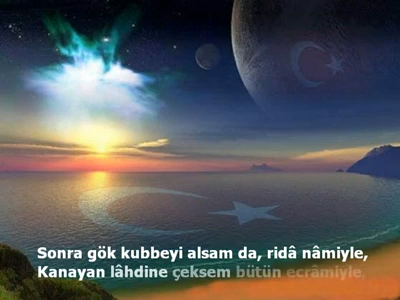 Sonra gök kubbeyi alsam da, ridâ nâmiyle,
Kanayan lâhdine çeksem bütün ecrâmiyle,